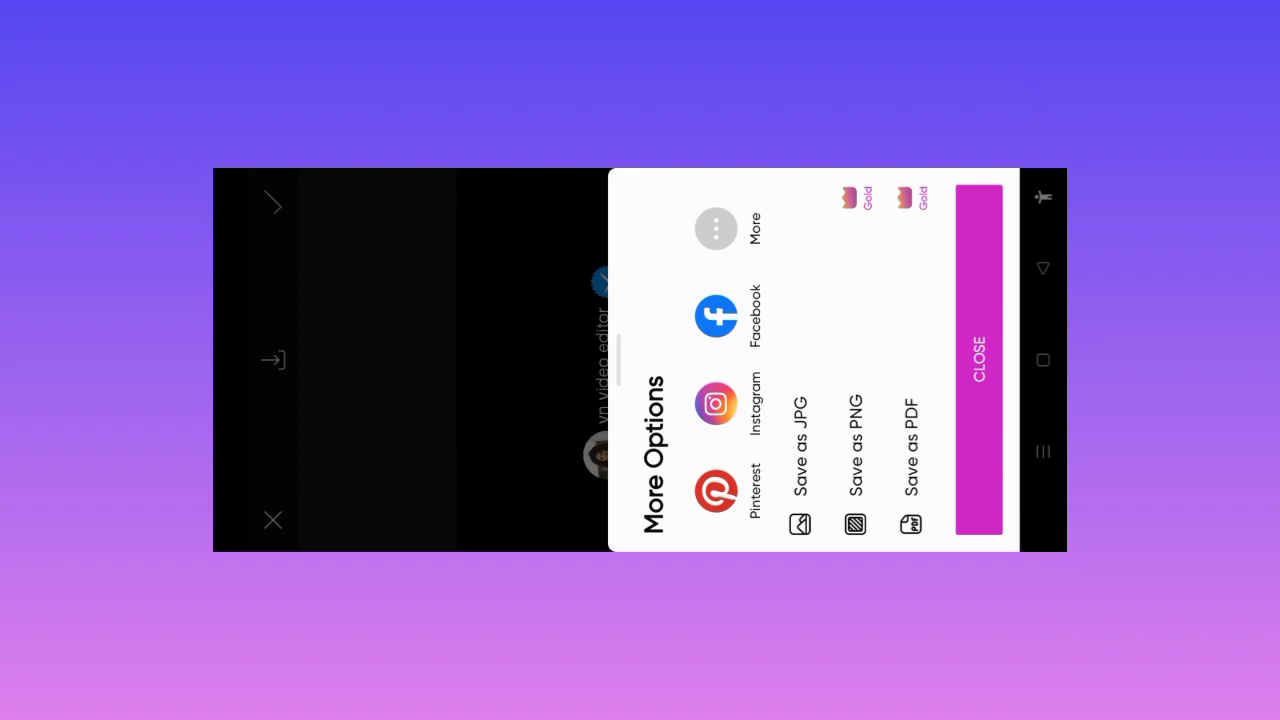 vn video editor
More Options
Pinterest
Instagram
Facebook
More
Save as JPG
Save as PNG
Gold
Save as PDF
Gold
CLOSE